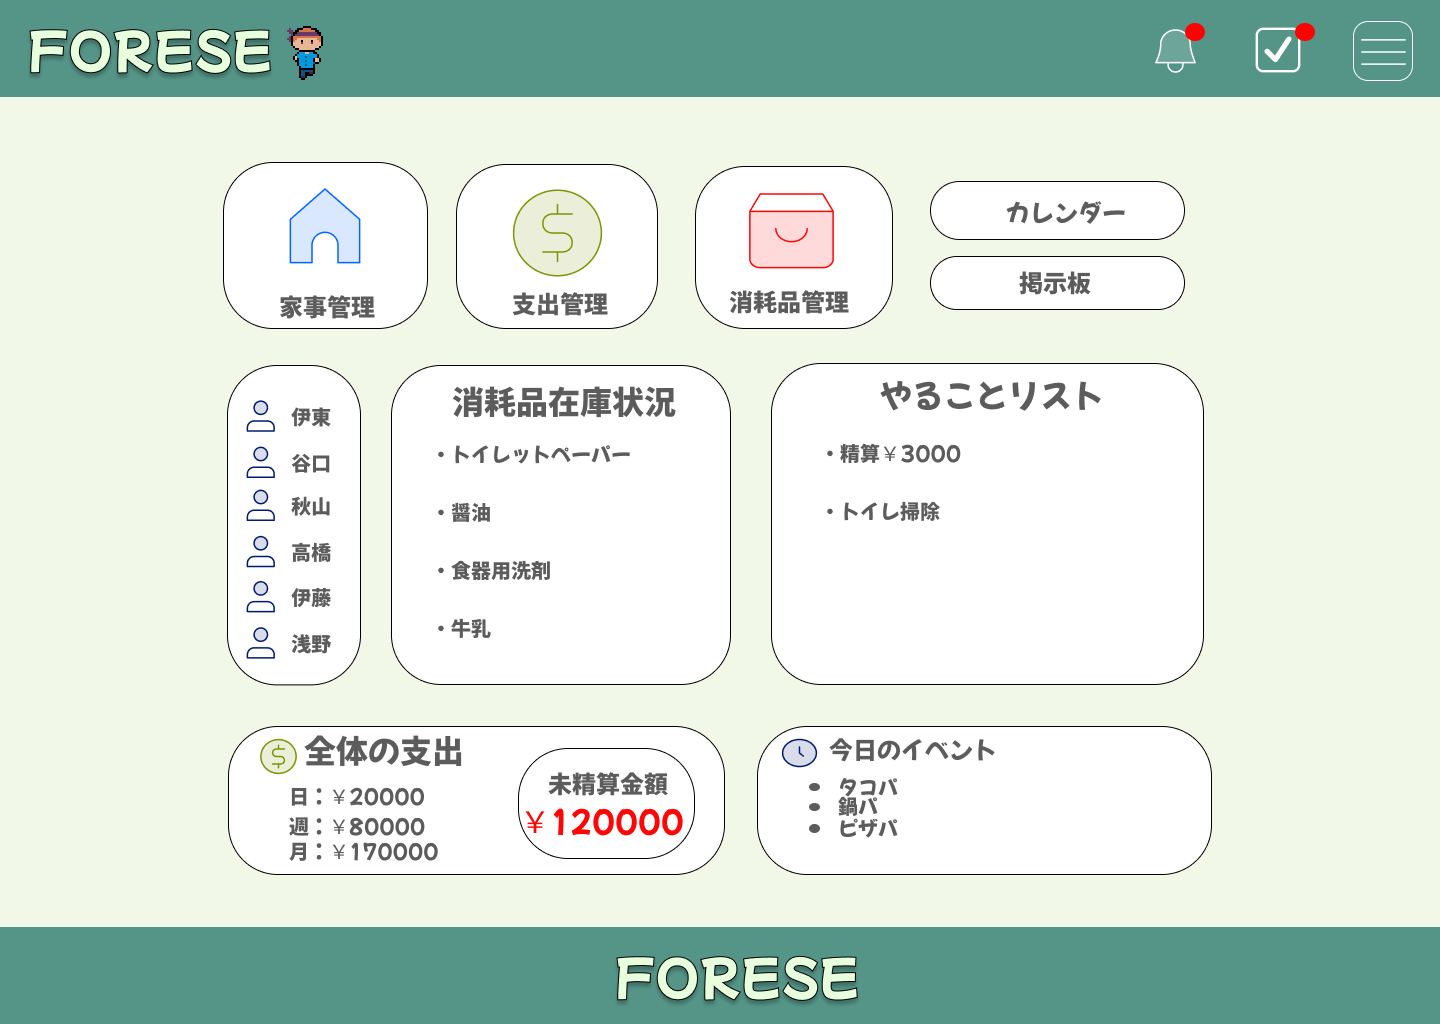 FORESE
家事管理
支出管理
消耗品管理
カレンダー
掲示板
伊東
谷口
秋山
高橋
伊藤
浅野
消耗品在庫状況
・トイレットペーパー
・醤油
・食器用洗剤
・牛乳
やることリスト
・精算￥3000
・トイレ掃除
全体の支出
日：￥20000
週：￥80000
月：￥170000
未精算金額
￥120000
今日のイベント
● タコパ
● 鍋パ
● ピザパ
FORESE